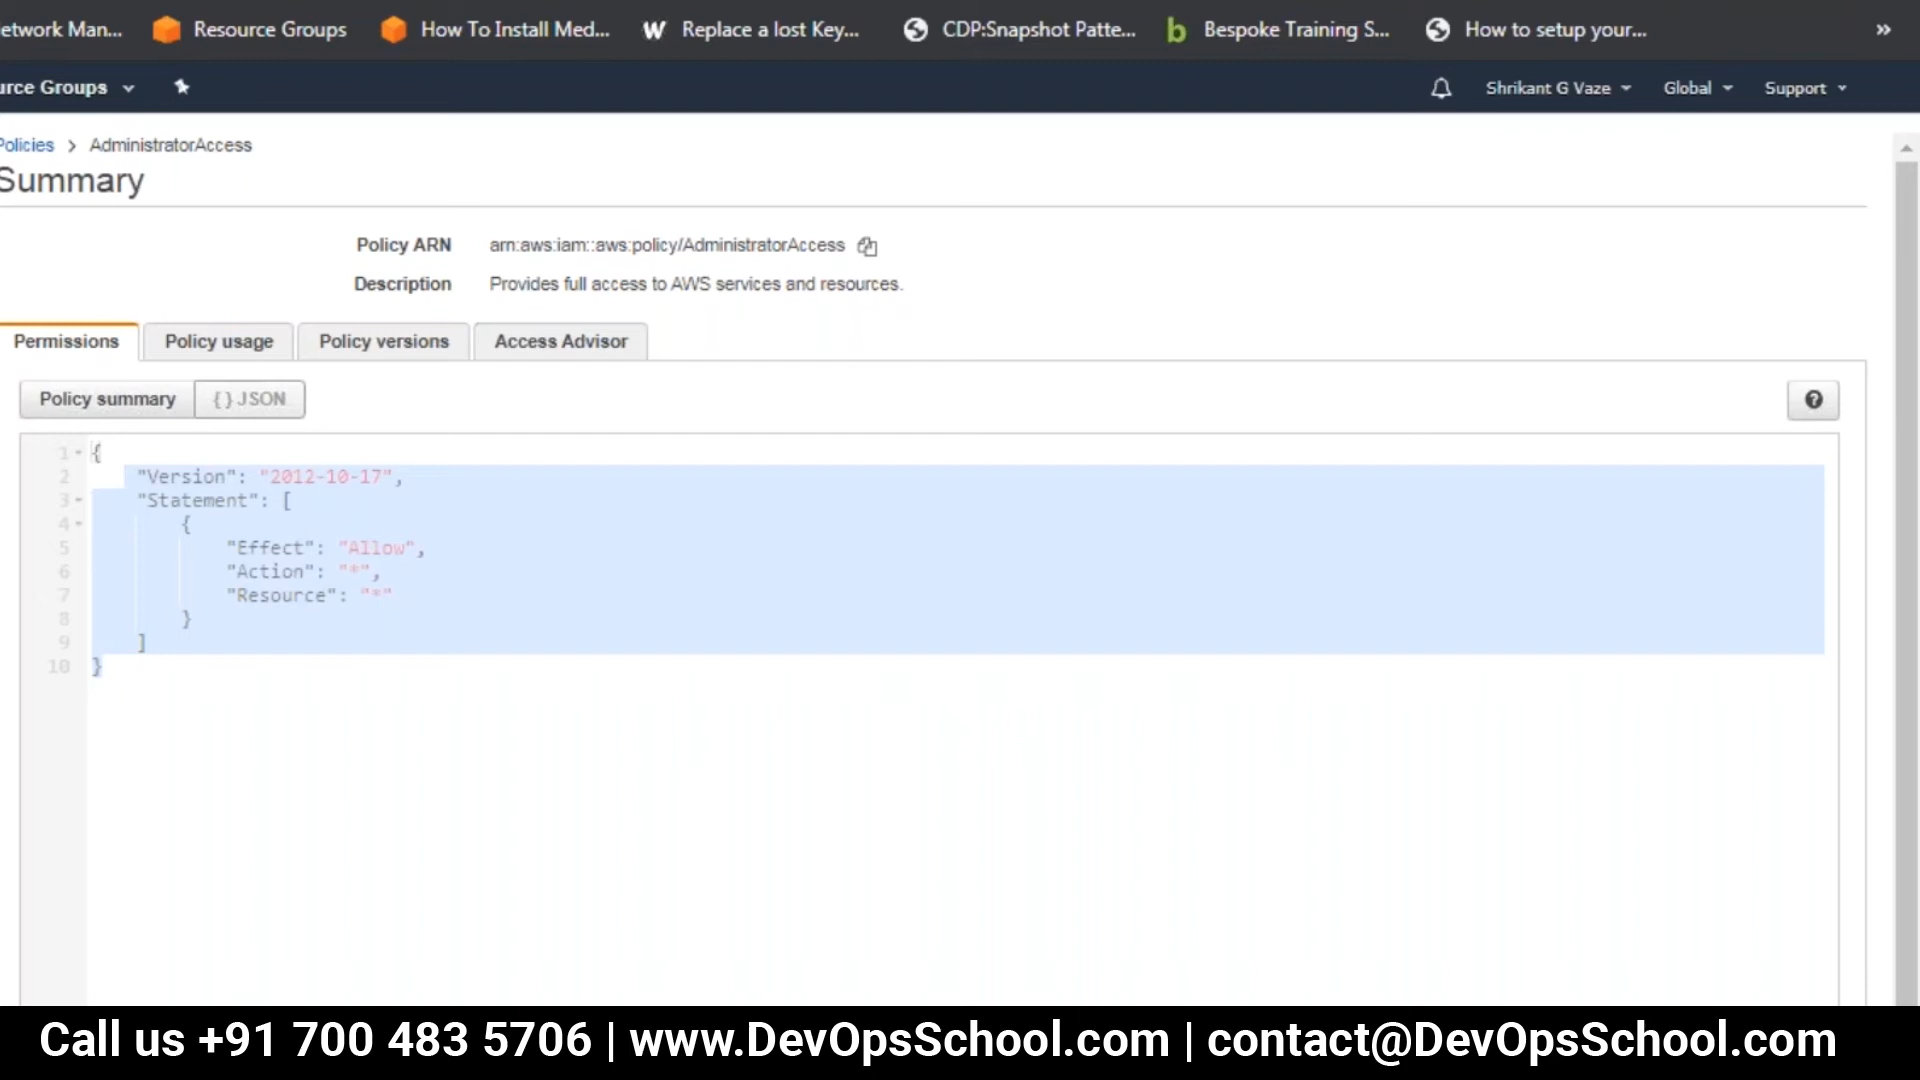 etwork Man... Resource Groups How To Install Med... Replace a lost Key... CDP:Snapshot Patte... Bespoke Training S... How to setup your... »
urce Groups Shrikant G Vaze Global Support
Policies > AdministratorAccess
Summary
Policy ARN arn:aws:iam::aws:policy/AdministratorAccess
Description Provides full access to AWS services and resources.
Permissions Policy usage Policy versions Access Advisor
Policy summary { } JSON ?
1 {
2 "Version": "2012-10-17",
3 "Statement": [
4 {
5 "Effect": "Allow",
6 "Action": "*",
7 "Resource": "*"
8 }
9 ]
10 }
Call us +91 700 483 5706 | www.DevOpsSchool.com | contact@DevOpsSchool.com